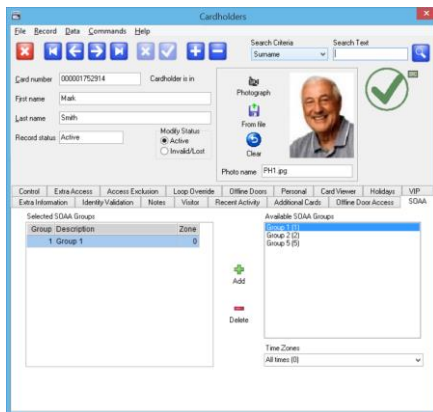 Cardholders
File Record Data Commands Help
Search Criteria
Search Text
Surname
Card number
000001752914
Cardholder is in
Photograph
First name
Mark
From file
Last name
Smith
Modify Status
Record status
Active
Active
Clear
Invalid/Lost
Photo name
PH1.jpg
Control Extra Access Access Exclusion Loop Override Offline Doors Personal Card Viewer Holidays VIP
Extra Information Identity Validation Notes Visitor Recent Activity Additional Cards Offline Door Access SOAA
Selected SOAA Groups
Available SOAA Groups
Group Description Zone
Group 1 (1)
1 Group 1 0
Group 2 (2)
Group 5 (5)
Add
Delete
Time Zones
All times (0)